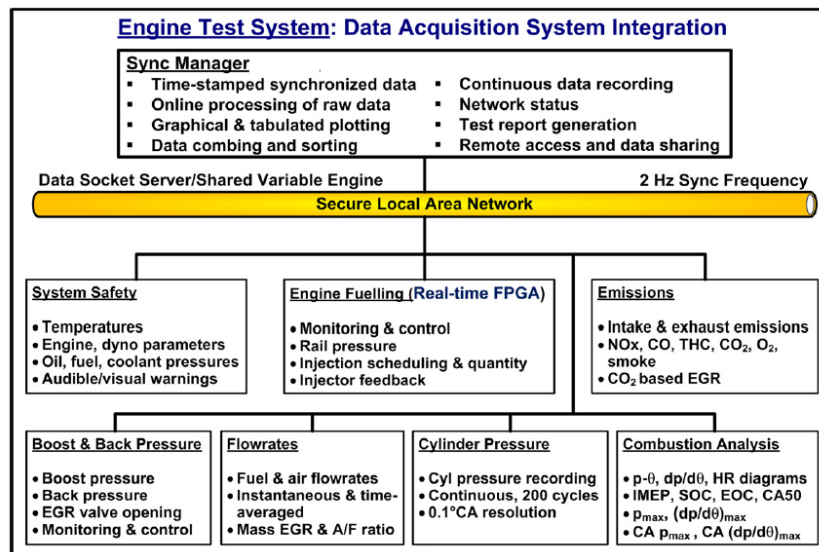 Engine Test System: Data Acquisition System Integration
Sync Manager
▪ Time-stamped synchronized data
▪ Online processing of raw data
▪ Graphical & tabulated plotting
▪ Data combing and sorting
▪ Continuous data recording
▪ Network status
▪ Test report generation
▪ Remote access and data sharing
Data Socket Server/Shared Variable Engine
2 Hz Sync Frequency
Secure Local Area Network
System Safety
• Temperatures
• Engine, dyno parameters
• Oil, fuel, coolant pressures
• Audible/visual warnings
Engine Fuelling (Real-time FPGA)
• Monitoring & control
• Rail pressure
• Injection scheduling & quantity
• Injector feedback
Emissions
• Intake & exhaust emissions
• NOx, CO, THC, CO₂, O₂,
smoke
• CO₂ based EGR
Boost & Back Pressure
• Boost pressure
• Back pressure
• EGR valve opening
• Monitoring & control
Flowrates
• Fuel & air flowrates
• Instantaneous & time-
averaged
• Mass EGR & A/F ratio
Cylinder Pressure
• Cyl pressure recording
• Continuous, 200 cycles
• 0.1°CA resolution
Combustion Analysis
• p-θ, dp/dθ, HR diagrams
• IMEP, SOC, EOC, CA50
• pmax, (dp/dθ)max
• CA pmax , CA (dp/dθ)max